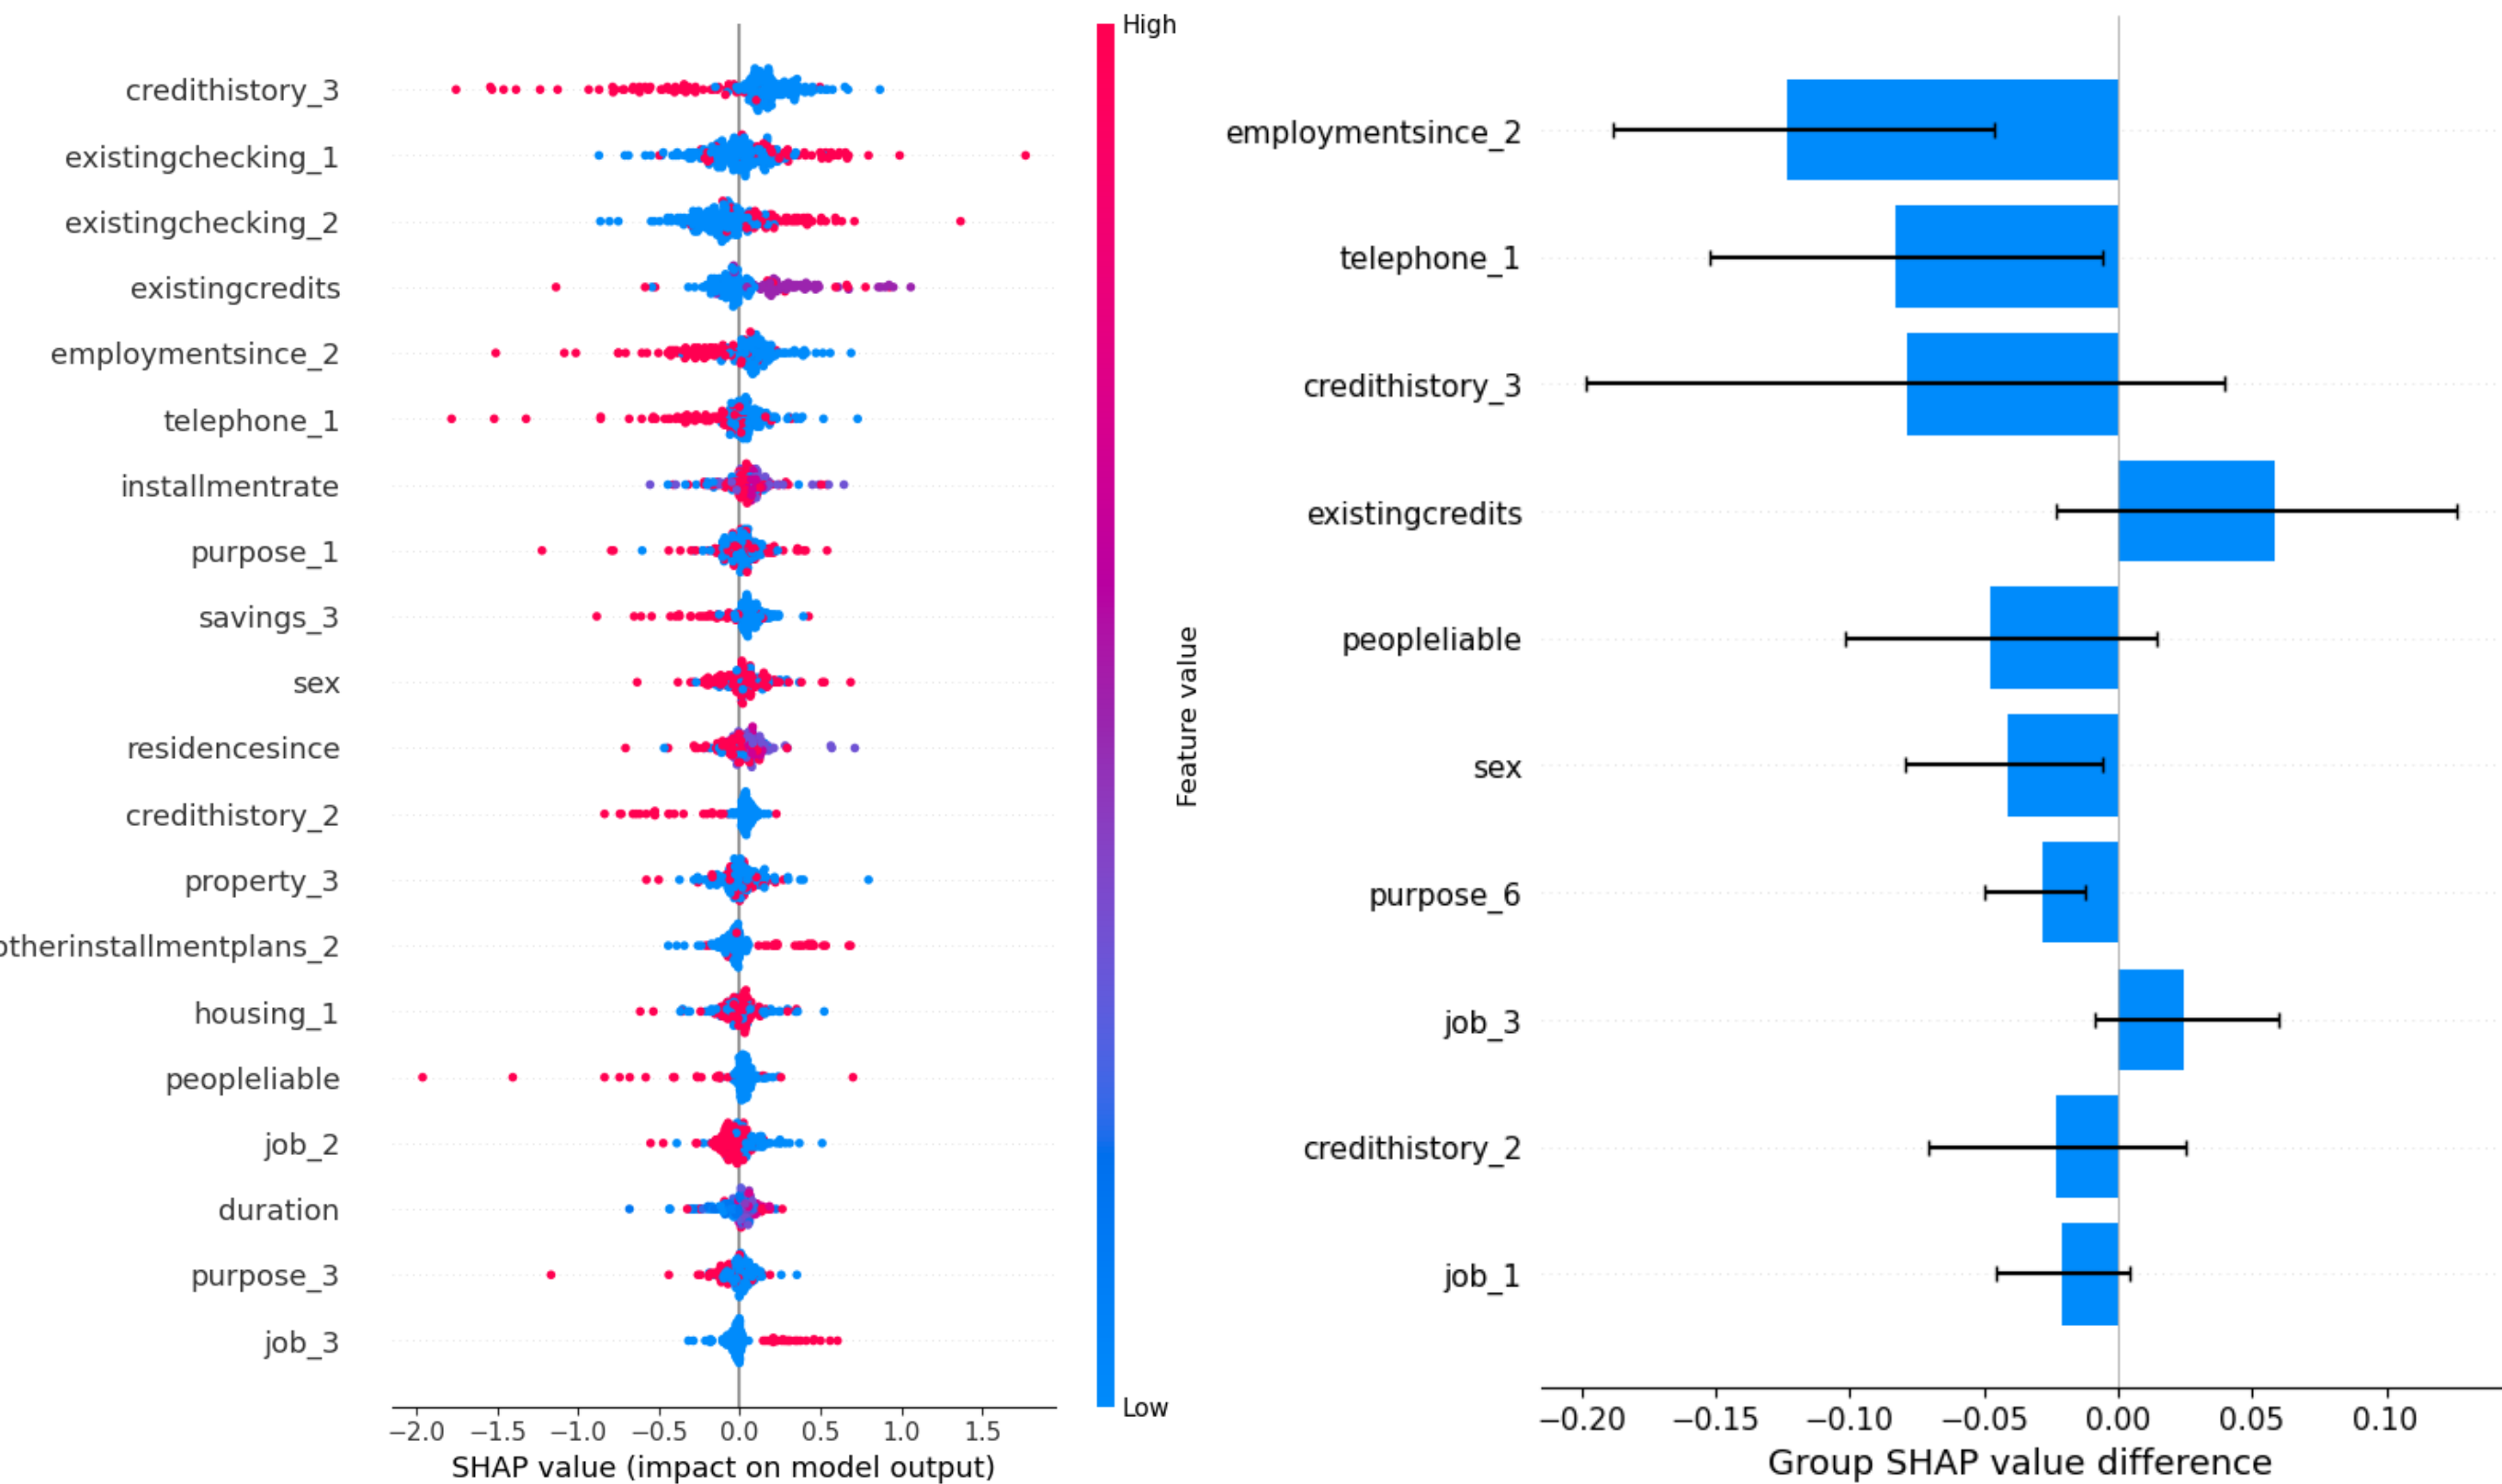 High
credithistory_3
existingchecking_1
existingchecking_2
existingcredits
employmentsince_2
telephone_1
installmentrate
purpose_1
savings_3
sex
residencesince
credithistory_2
property_3
otherinstallmentplans_2
housing_1
peopleliable
job_2
duration
purpose_3
job_3
Low
Feature value
−2.0 −1.5 −1.0 −0.5 0.0 0.5 1.0 1.5
SHAP value (impact on model output)
employmentsince_2
telephone_1
credithistory_3
existingcredits
peopleliable
sex
purpose_6
job_3
credithistory_2
job_1
−0.20 −0.15 −0.10 −0.05 0.00 0.05 0.10
Group SHAP value difference